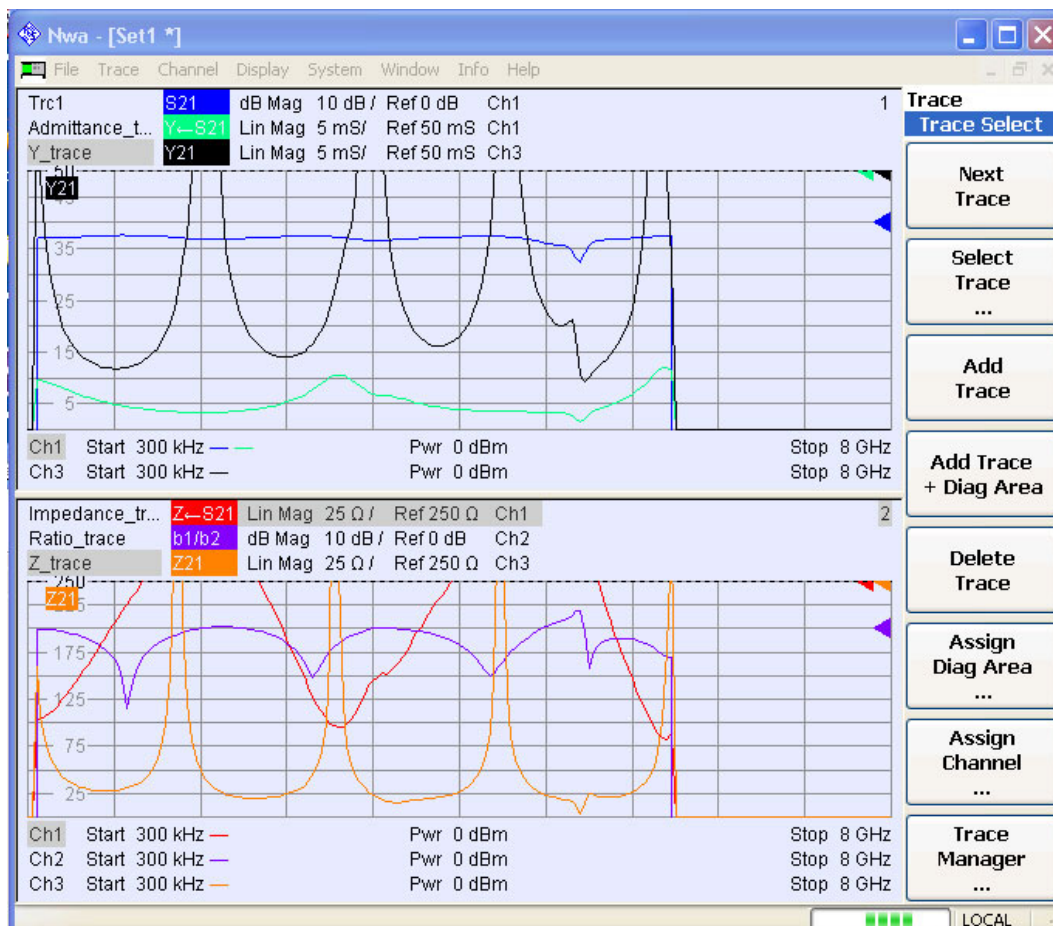 Nwa - [Set1 *]
File Trace Channel Display System Window Info Help
Trc1 S21 dB Mag 10 dB / Ref 0 dB Ch1 1
Admittance_t... Y←S21 Lin Mag 5 mS/ Ref 50 mS Ch1
Y_trace Y21 Lin Mag 5 mS/ Ref 50 mS Ch3
50
Y21
45
35
25
15
5
Ch1 Start 300 kHz — — Pwr 0 dBm Stop 8 GHz
Ch3 Start 300 kHz — Pwr 0 dBm Stop 8 GHz
Impedance_tr... Z←S21 Lin Mag 25 Ω / Ref 250 Ω Ch1 2
Ratio_trace b1/b2 dB Mag 10 dB / Ref 0 dB Ch2
Z_trace Z21 Lin Mag 25 Ω / Ref 250 Ω Ch3
250
Z21
225
175
125
75
25
Ch1 Start 300 kHz — Pwr 0 dBm Stop 8 GHz
Ch2 Start 300 kHz — Pwr 0 dBm Stop 8 GHz
Ch3 Start 300 kHz — Pwr 0 dBm Stop 8 GHz
Trace
Trace Select
Next
Trace
Select
Trace
...
Add
Trace
Add Trace
+ Diag Area
Delete
Trace
Assign
Diag Area
...
Assign
Channel
...
Trace
Manager
...
LOCAL